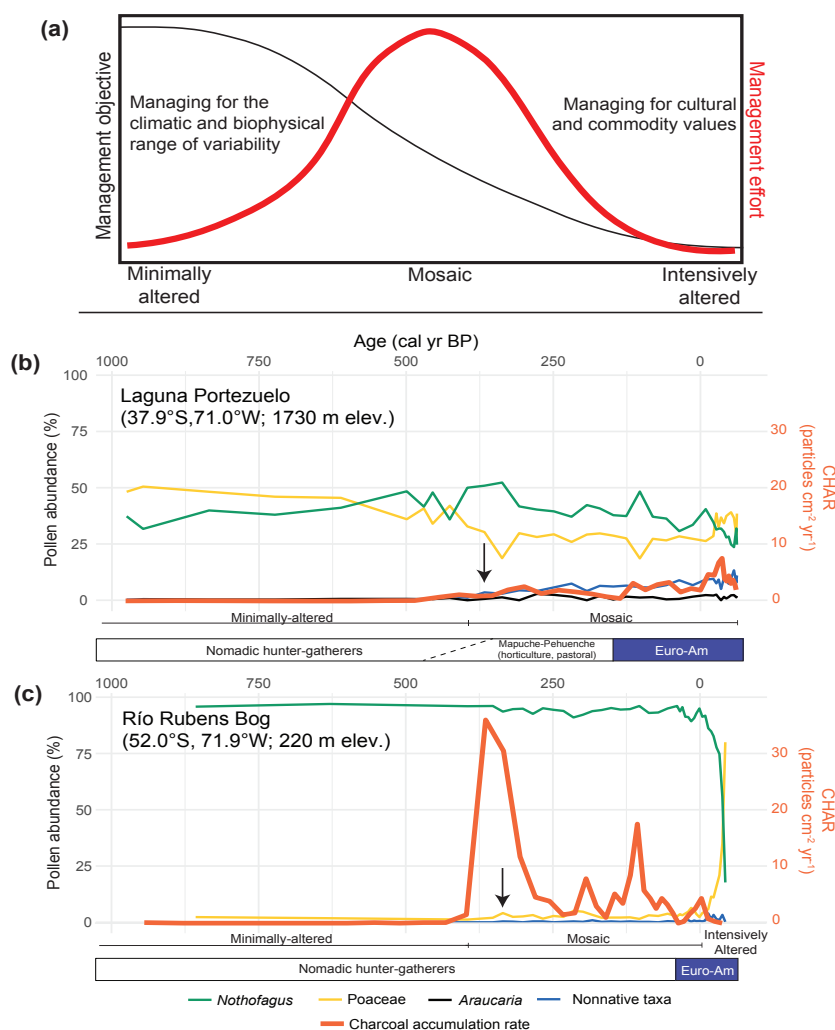 (a)
Management objective
Managing for the
climatic and biophysical
range of variability
Managing for cultural
and commodity values
Management effort
Minimally
altered
Mosaic
Intensively
altered
Age (cal yr BP)
(b)
1000 750 500 250 0
Laguna Portezuelo
(37.9°S,71.0°W; 1730 m elev.)
Pollen abundance (%)
100
75
50
25
0
30
20
10
0
CHAR
(particles cm-2 yr-1)
Minimally-altered
Mosaic
Nomadic hunter-gatherers
Mapuche-Pehuenche
(horticulture, pastoral)
Euro-Am
(c)
1000 750 500 250 0
Río Rubens Bog
(52.0°S, 71.9°W; 220 m elev.)
Pollen abundance (%)
100
75
50
25
0
30
20
10
0
CHAR
(particles cm-2 yr-1)
Minimally-altered
Mosaic
Intensively
Altered
Nomadic hunter-gatherers
Euro-Am
Nothofagus Poaceae Araucaria Nonnative taxa
Charcoal accumulation rate